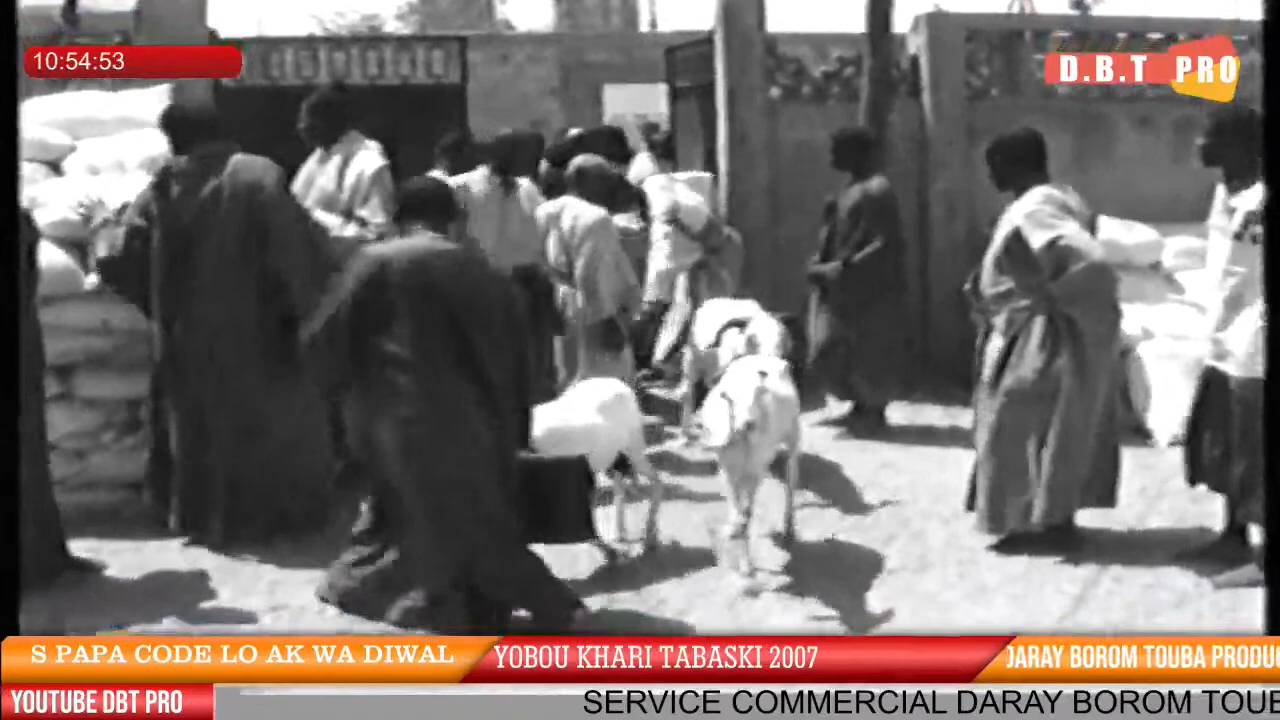 10:54:53
D.B.T PRO
S PAPA CODE LO AK WA DIWAL
YOBOU KHARI TABASKI 2007
DARAY BOROM TOUBA PRODU
YOUTUBE DBT PRO
SERVICE COMMERCIAL DARAY BOROM TOUE